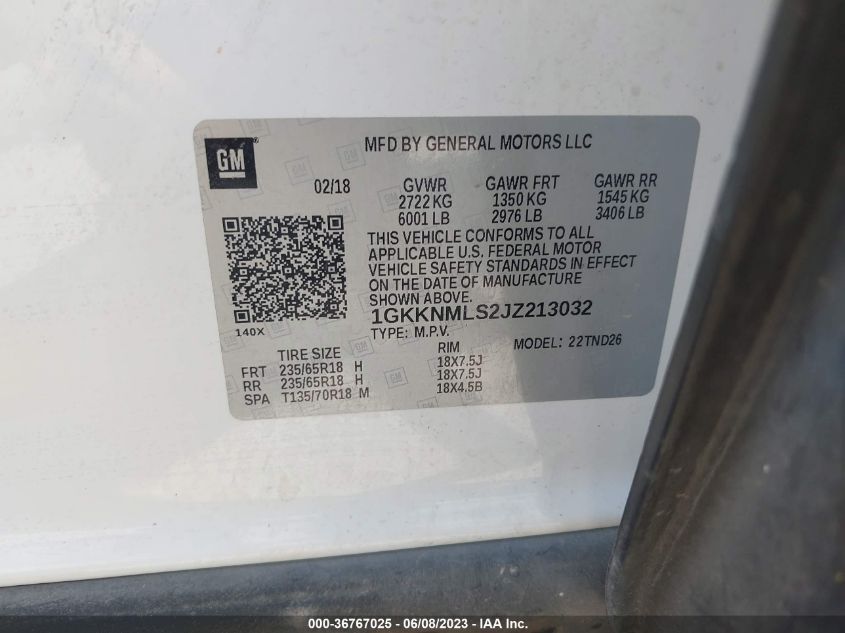 MFD BY GENERAL MOTORS LLC
GM
02/18 GVWR GAWR FRT GAWR RR
2722 KG 1350 KG 1545 KG
6001 LB 2976 LB 3406 LB
THIS VEHICLE CONFORMS TO ALL
APPLICABLE U.S. FEDERAL MOTOR
VEHICLE SAFETY STANDARDS IN EFFECT
ON THE DATE OF MANUFACTURE
SHOWN ABOVE.
1GKKNMLS2JZ213032
140X
TYPE: M.P.V. MODEL: 22TND26
TIRE SIZE RIM
FRT 235/65R18 H 18X7.5J
RR 235/65R18 H 18X7.5J
SPA T135/70R18 M 18X4.5B
000-36767025 - 06/08/2023 - IAA Inc.